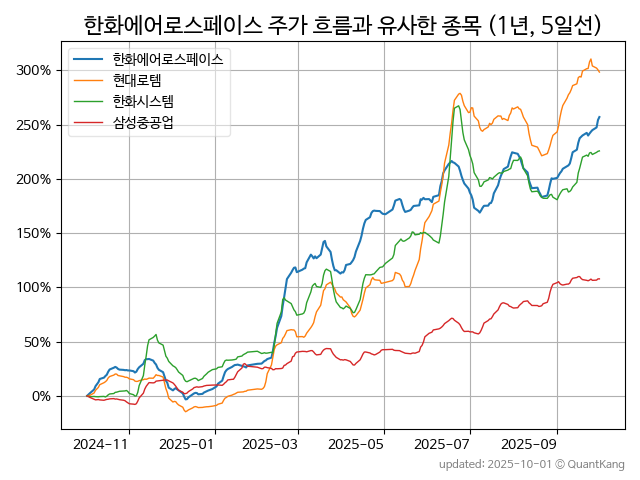 한화에어로스페이스 주가 흐름과 유사한 종목 (1년, 5일선)
한화에어로스페이스
현대로템
한화시스템
삼성중공업
300%
250%
200%
150%
100%
50%
0%
2024-11 2025-01 2025-03 2025-05 2025-07 2025-09
updated: 2025-10-01 © QuantKang